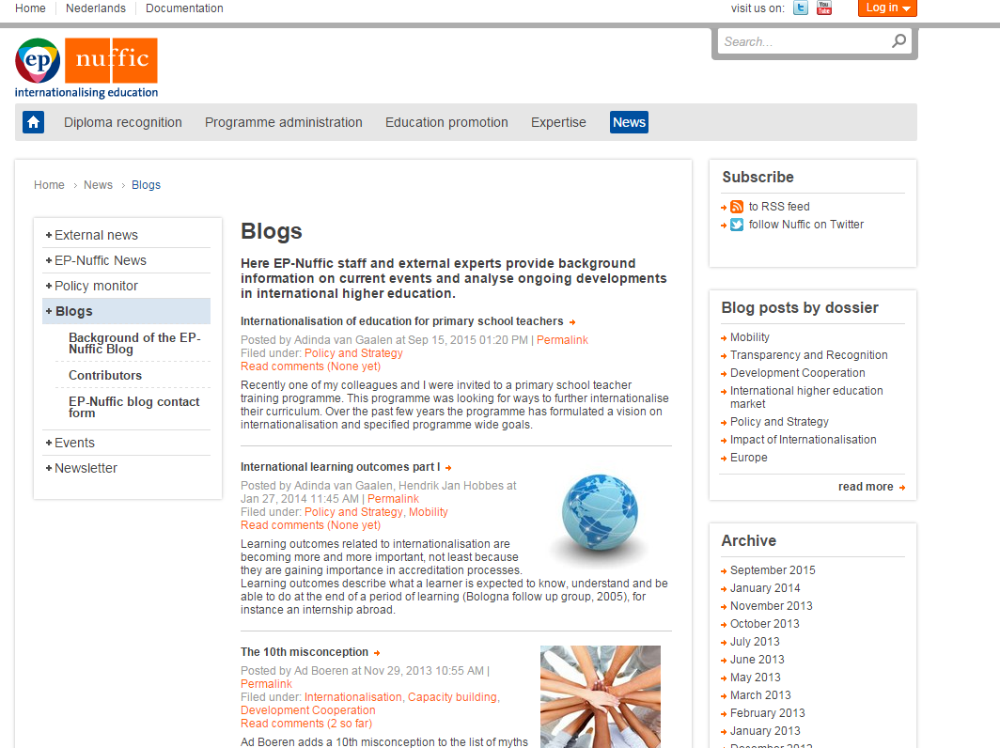 Home Nederlands Documentation
visit us on: Log in
Search...
ep nuffic
internationalising education
Diploma recognition Programme administration Education promotion Expertise News
Home > News > Blogs
+ External news
+ EP-Nuffic News
+ Policy monitor
+ Blogs
Background of the EP-
Nuffic Blog
Contributors
EP-Nuffic blog contact
form
+ Events
+ Newsletter
Blogs
Here EP-Nuffic staff and external experts provide background
information on current events and analyse ongoing developments
in international higher education.
Internationalisation of education for primary school teachers
Posted by Adinda van Gaalen at Sep 15, 2015 01:20 PM | Permalink
Filed under: Policy and Strategy
Read comments (None yet)
Recently one of my colleagues and I were invited to a primary school teacher
training programme. This programme was looking for ways to further internationalise
their curriculum. Over the past few years the programme has formulated a vision on
internationalisation and specified programme wide goals.
International learning outcomes part I
Posted by Adinda van Gaalen, Hendrik Jan Hobbes at
Jan 27, 2014 11:45 AM | Permalink
Filed under: Policy and Strategy, Mobility
Read comments (None yet)
Learning outcomes related to internationalisation are
becoming more and more important, not least because
they are gaining importance in accreditation processes.
Learning outcomes describe what a learner is expected to know, understand and be
able to do at the end of a period of learning (Bologna follow up group, 2005), for
instance an internship abroad.
The 10th misconception
Posted by Ad Boeren at Nov 29, 2013 10:55 AM |
Permalink
Filed under: Internationalisation, Capacity building,
Development Cooperation
Read comments (2 so far)
Ad Boeren adds a 10th misconception to the list of myths
Subscribe
to RSS feed
follow Nuffic on Twitter
Blog posts by dossier
Mobility
Transparency and Recognition
Development Cooperation
International higher education
market
Policy and Strategy
Impact of Internationalisation
Europe
read more
Archive
September 2015
January 2014
November 2013
October 2013
July 2013
June 2013
May 2013
March 2013
February 2013
January 2013
December 2012